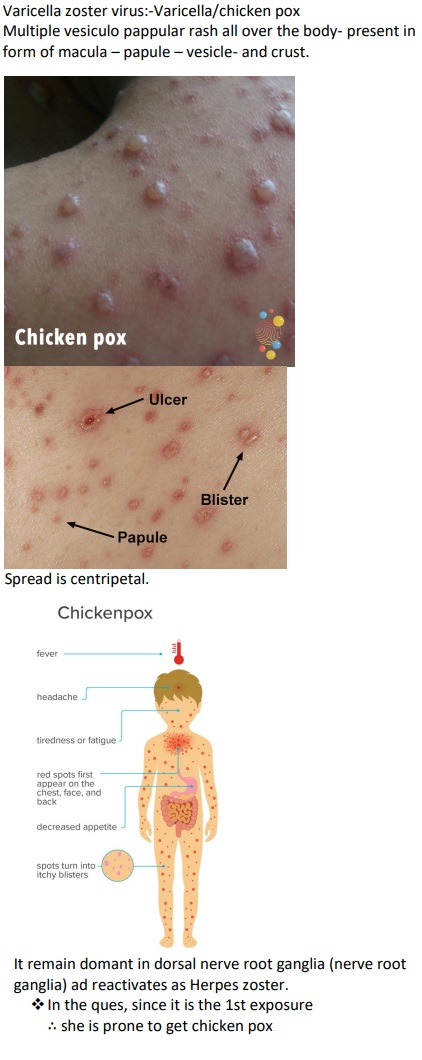 Varicella zoster virus:-Varicella/chicken pox
Multiple vesiculo pappular rash all over the body- present in
form of macula – papule – vesicle- and crust.
Chicken pox
Ulcer
Blister
Papule
Spread is centripetal.
Chickenpox
fever
headache
tiredness or fatigue
red spots first
appear on the
chest, face, and
back
decreased appetite
spots turn into
itchy blisters
It remain domant in dorsal nerve root ganglia (nerve root
ganglia) ad reactivates as Herpes zoster.
❖ In the ques, since it is the 1st exposure
∴ she is prone to get chicken pox